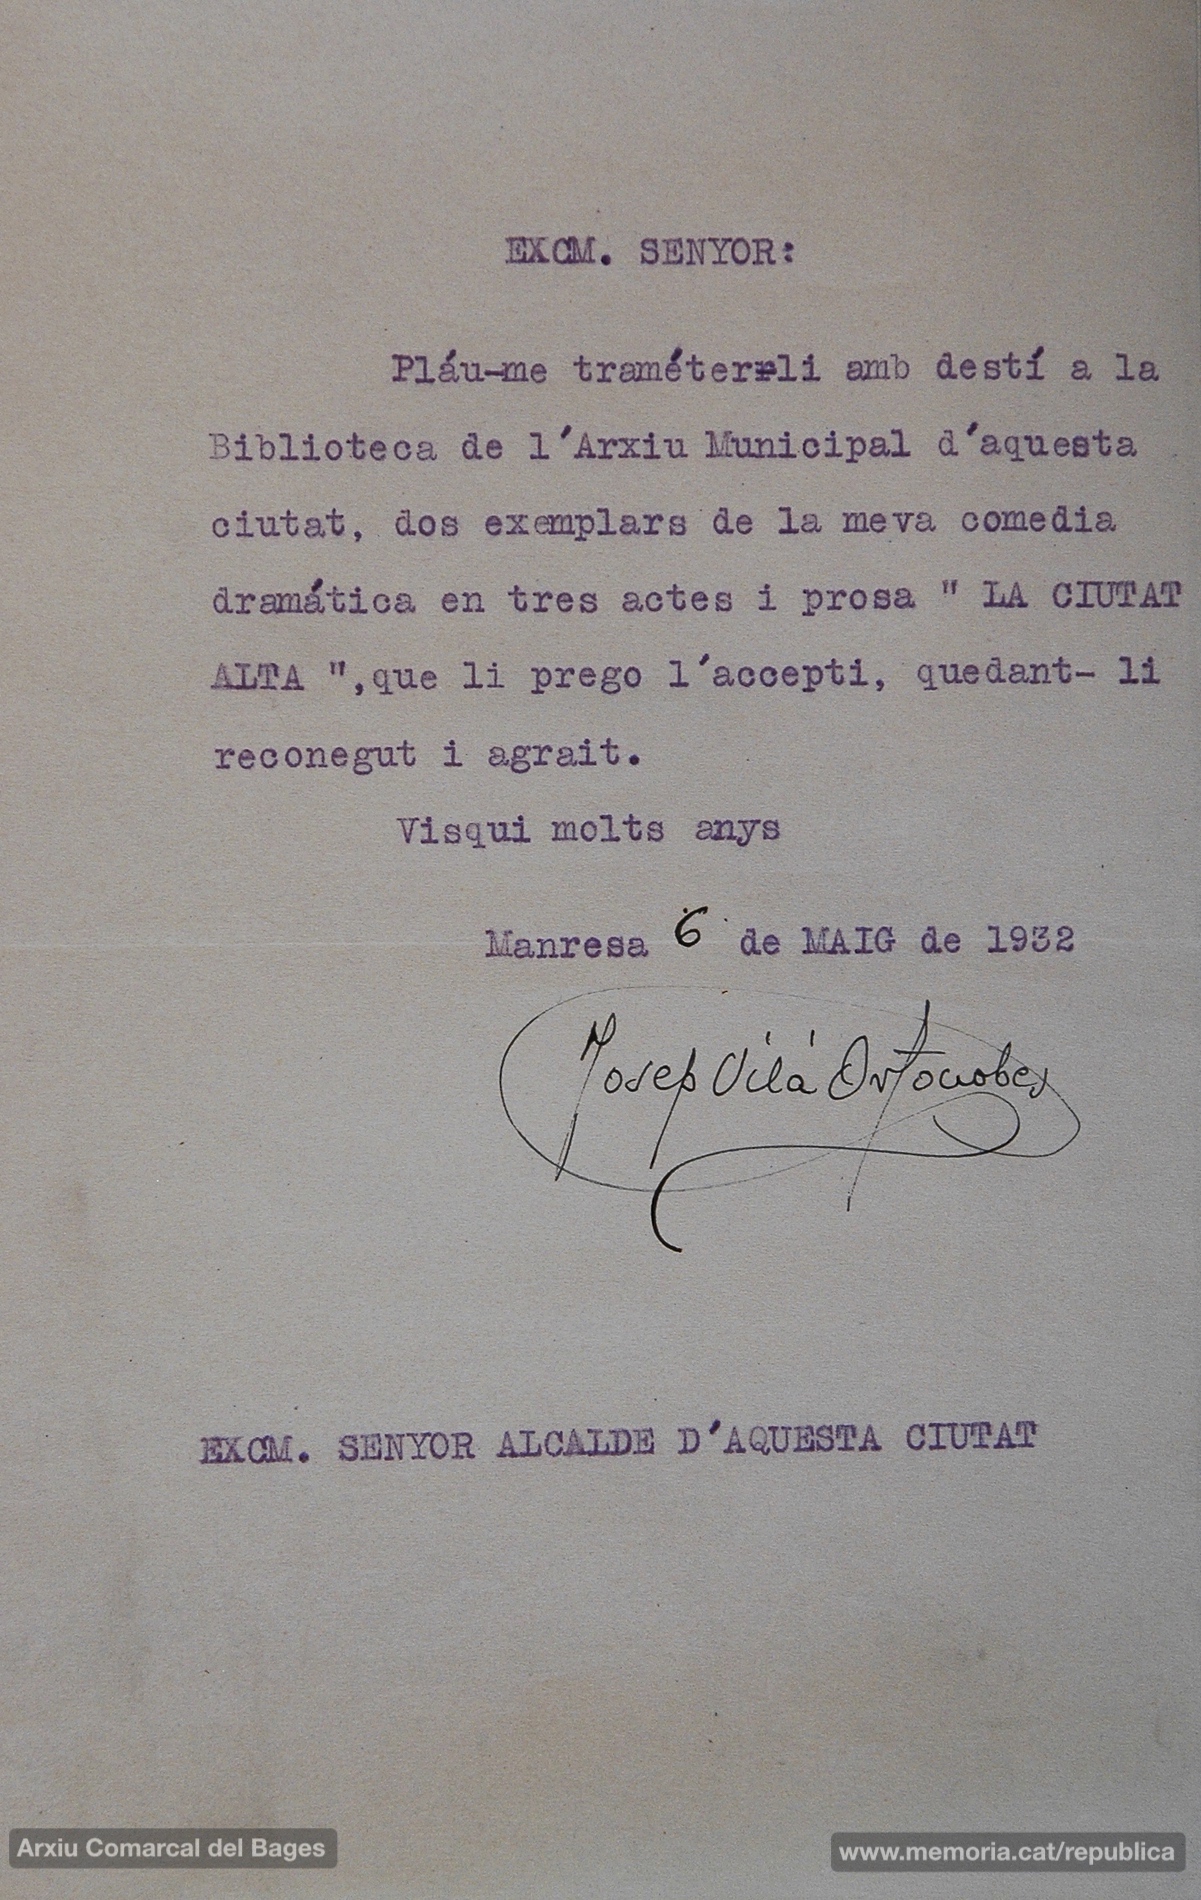 EXCM. SENYOR:
Pláu-me traméter-li amb destí a la
Biblioteca de l'Arxiu Municipal d'aquesta
ciutat, dos exemplars de la meva comedia
dramática en tres actes i prosa " LA CIUTAT
ALTA ",que li prego l'accepti, quedant- li
reconegut i agrait.
Visqui molts anys
Manresa 6 de MAIG de 1932
Josep Vilá Ortonobes
EXCM. SENYOR ALCALDE D'AQUESTA CIUTAT
Arxiu Comarcal del Bages
www.memoria.cat/republica